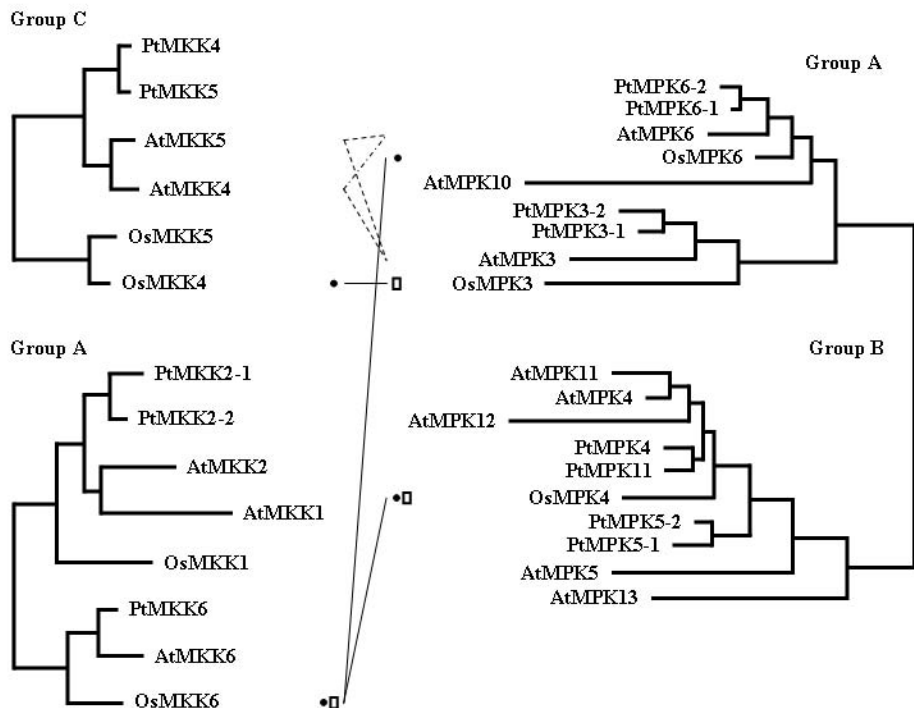 Group C
PtMKK4
PtMKK5
AtMKK5
AtMKK4
OsMKK5
OsMKK4
Group A
PtMKK2-1
PtMKK2-2
AtMKK2
AtMKK1
OsMKK1
PtMKK6
AtMKK6
OsMKK6
Group A
PtMPK6-2
PtMPK6-1
AtMPK6
OsMPK6
AtMPK10
PtMPK3-2
PtMPK3-1
AtMPK3
OsMPK3
Group B
AtMPK11
AtMPK4
AtMPK12
PtMPK4
PtMPK11
OsMPK4
PtMPK5-2
PtMPK5-1
AtMPK5
AtMPK13